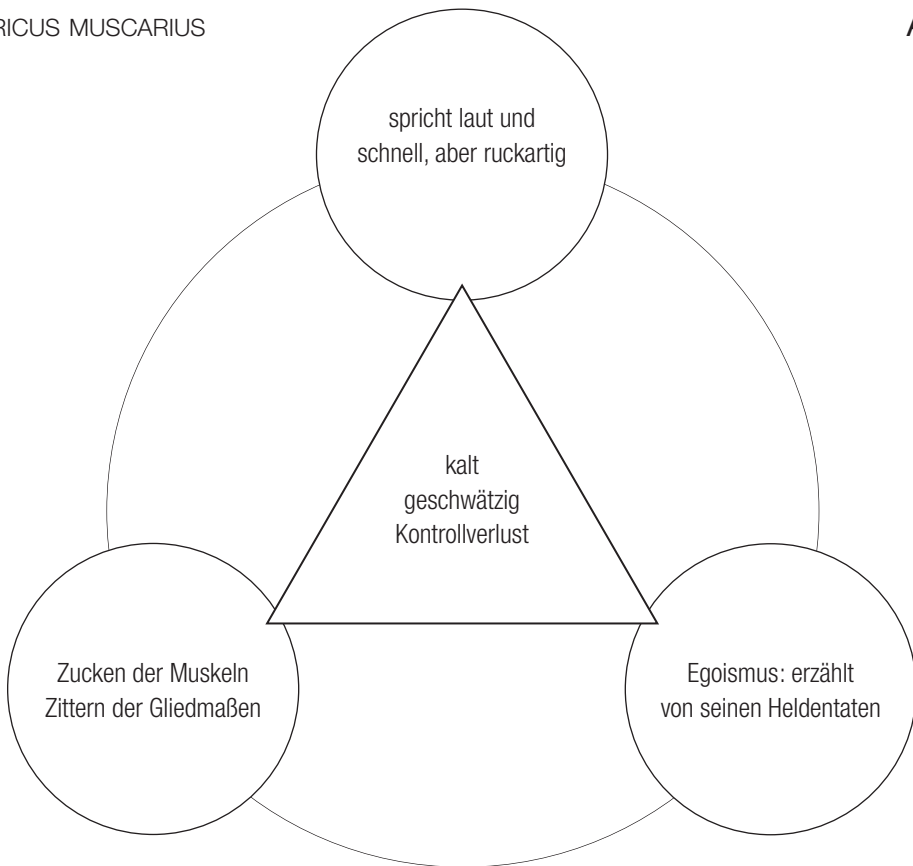 RICUS MUSCARIUS
A
spricht laut und
schnell, aber ruckartig
kalt
geschwätzig
Kontrollverlust
Zucken der Muskeln
Zittern der Gliedmaßen
Egoismus: erzählt
von seinen Heldentaten